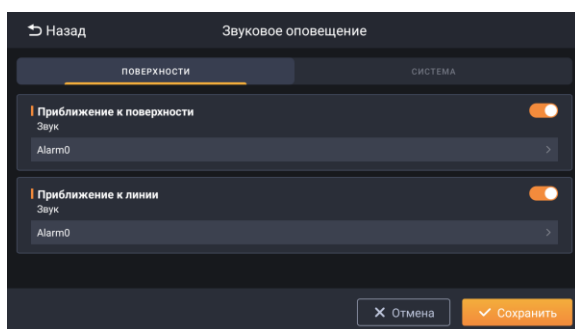 Назад
Звуковое оповещение
ПОВЕРХНОСТИ
СИСТЕМА
Приближение к поверхности
Звук
Alarm0
Приближение к линии
Звук
Alarm0
Отмена
Сохранить